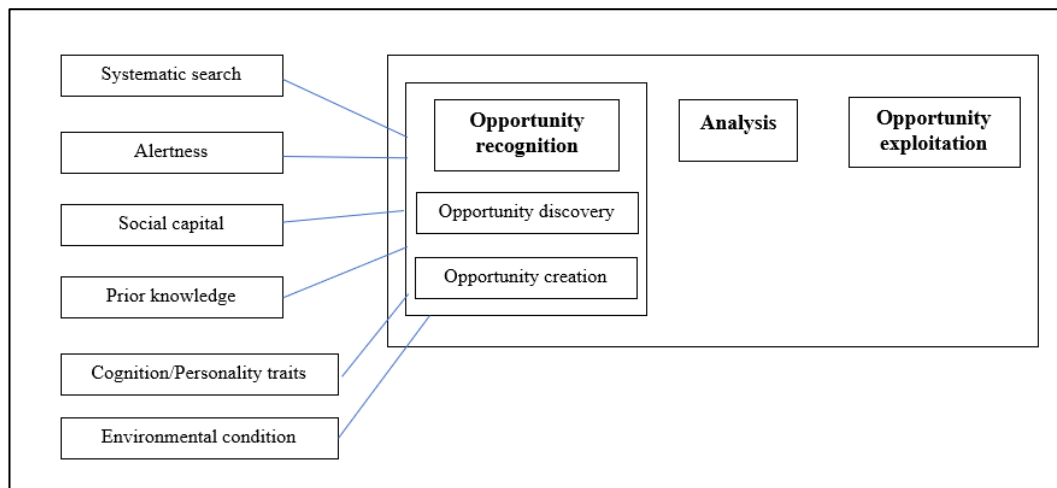 Systematic search
Alertness
Social capital
Prior knowledge
Cognition/Personality traits
Environmental condition
Opportunity
recognition
Opportunity discovery
Opportunity creation
Analysis
Opportunity
exploitation